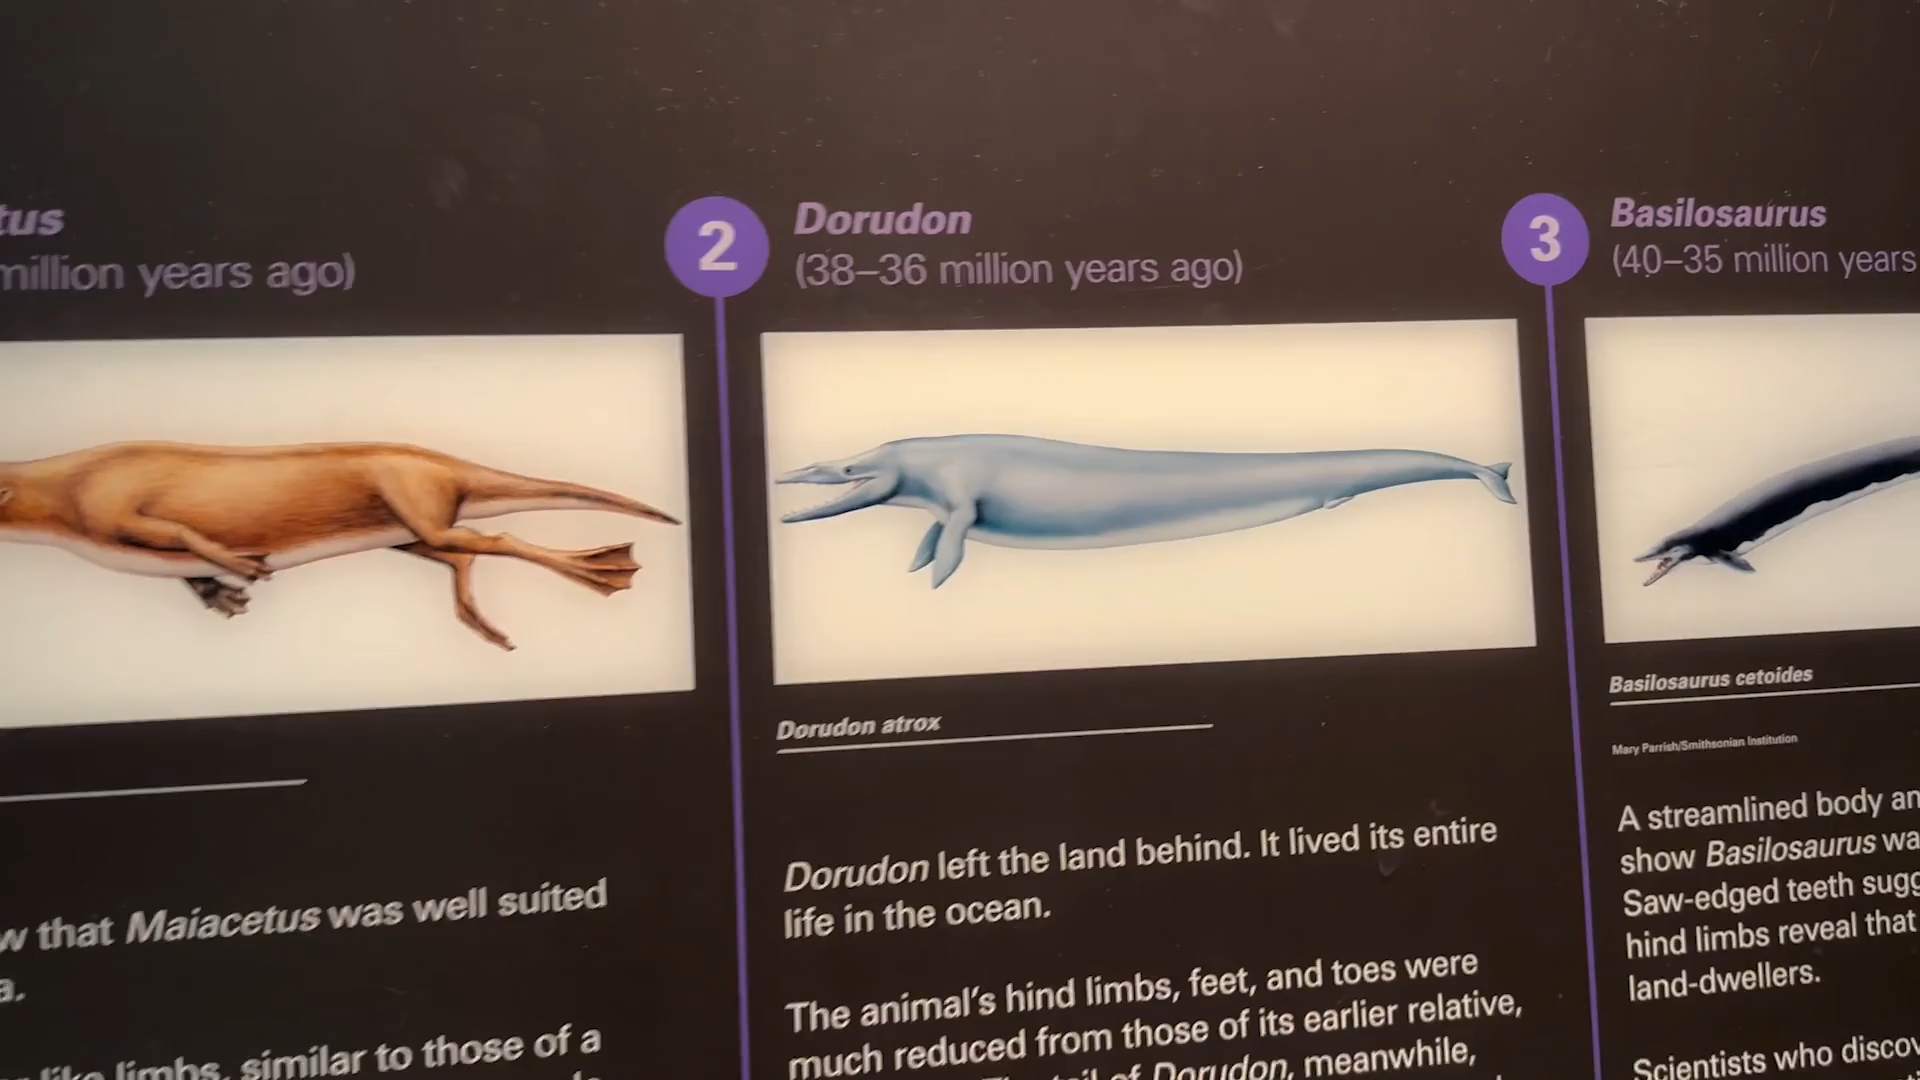 tus
million years ago)
w that Maiacetus was well suited
a.
like limbs, similar to those of a
2
Dorudon
(38–36 million years ago)
Dorudon atrox
Dorudon left the land behind. It lived its entire
life in the ocean.
The animal's hind limbs, feet, and toes were
much reduced from those of its earlier relative,
of Dorudon, meanwhile,
3
Basilosaurus
(40–35 million years
Basilosaurus cetoides
Mary Parrish/Smithsonian Institution
A streamlined body an
show Basilosaurus wa
Saw-edged teeth sugg
hind limbs reveal that
land-dwellers.
Scientists who discov